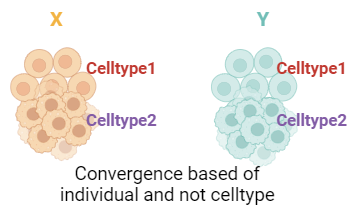 X Y
Celltype1 Celltype1
Celltype2 Celltype2
Convergence based of
individual and not celltype